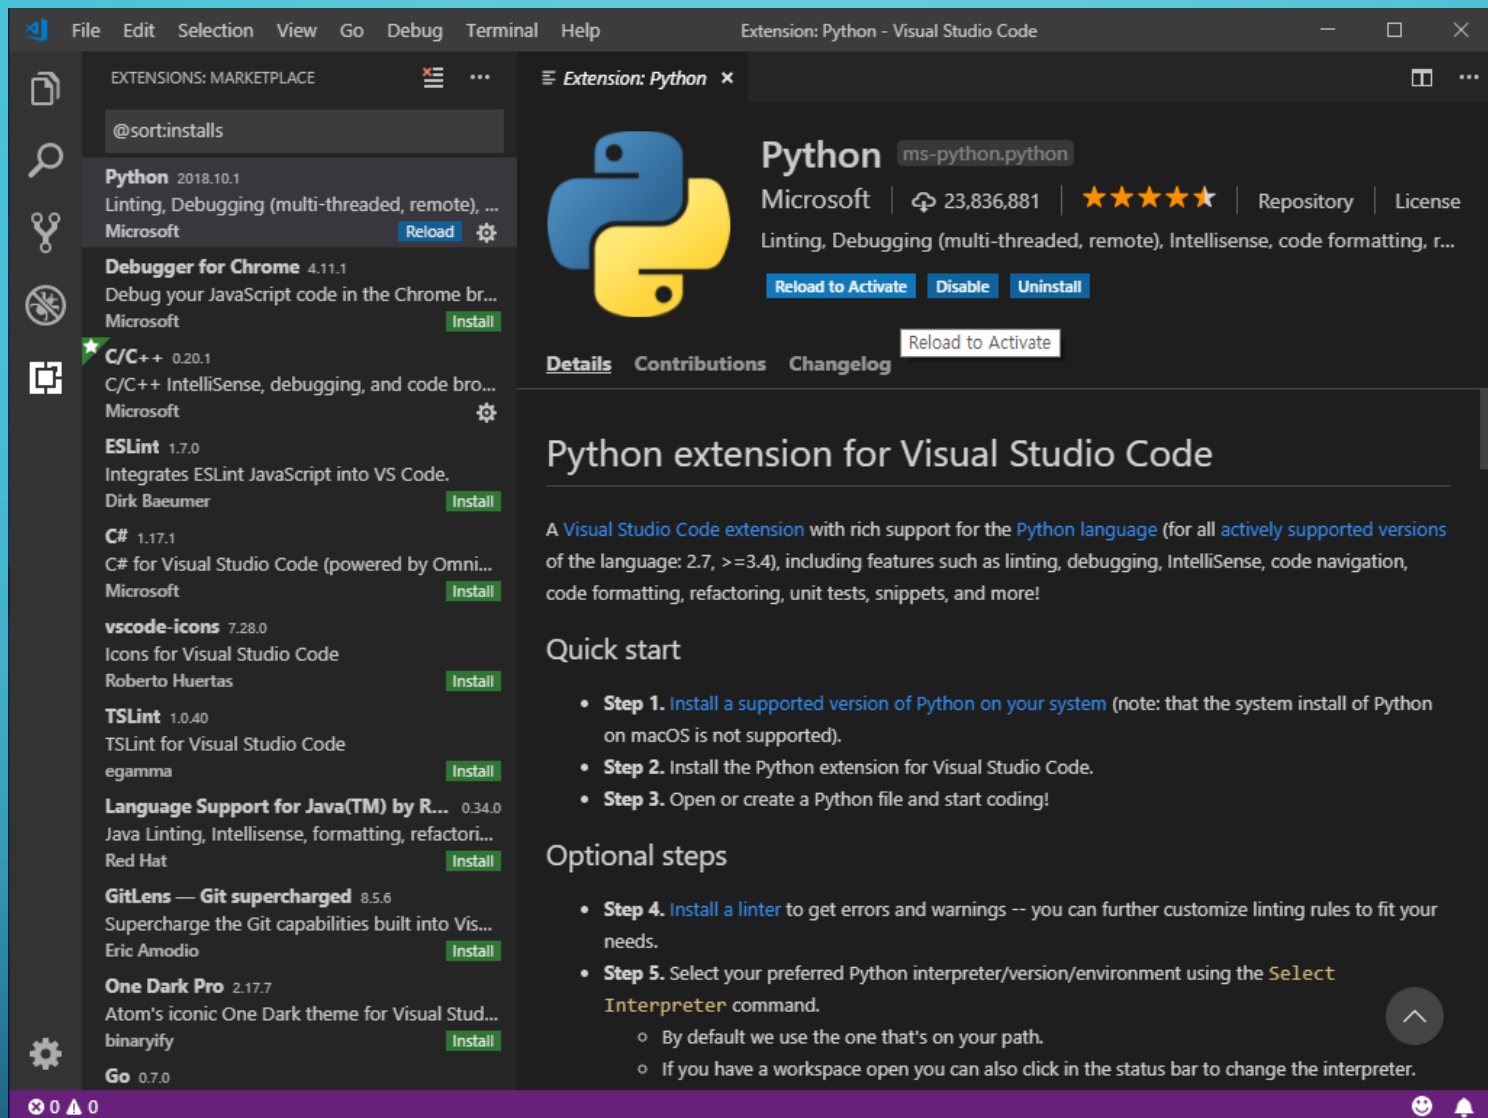 File Edit Selection View Go Debug Terminal Help
Extension: Python - Visual Studio Code
EXTENSIONS: MARKETPLACE
@sort:installs
Python 2018.10.1
Linting, Debugging (multi-threaded, remote), ...
Microsoft Reload
Debugger for Chrome 4.11.1
Debug your JavaScript code in the Chrome br...
Microsoft Install
C/C++ 0.20.1
C/C++ IntelliSense, debugging, and code bro...
Microsoft
ESLint 1.7.0
Integrates ESLint JavaScript into VS Code.
Dirk Baeumer Install
C# 1.17.1
C# for Visual Studio Code (powered by Omni...
Microsoft Install
vscode-icons 7.28.0
Icons for Visual Studio Code
Roberto Huertas Install
TSLint 1.0.40
TSLint for Visual Studio Code
egamma Install
Language Support for Java(TM) by R... 0.34.0
Java Linting, Intellisense, formatting, refactori...
Red Hat Install
GitLens — Git supercharged 8.5.6
Supercharge the Git capabilities built into Vis...
Eric Amodio Install
One Dark Pro 2.17.7
Atom's iconic One Dark theme for Visual Stud...
binaryify Install
Go 0.7.0
Extension: Python
Python ms-python.python
Microsoft 23,836,881 Repository License
Linting, Debugging (multi-threaded, remote), Intellisense, code formatting, r...
Reload to Activate Disable Uninstall
Reload to Activate
Details Contributions Changelog
Python extension for Visual Studio Code
A Visual Studio Code extension with rich support for the Python language (for all actively supported versions
of the language: 2.7, >=3.4), including features such as linting, debugging, IntelliSense, code navigation,
code formatting, refactoring, unit tests, snippets, and more!
Quick start
• Step 1. Install a supported version of Python on your system (note: that the system install of Python
on macOS is not supported).
• Step 2. Install the Python extension for Visual Studio Code.
• Step 3. Open or create a Python file and start coding!
Optional steps
• Step 4. Install a linter to get errors and warnings -- you can further customize linting rules to fit your
needs.
• Step 5. Select your preferred Python interpreter/version/environment using the Select
Interpreter command.
◦ By default we use the one that's on your path.
◦ If you have a workspace open you can also click in the status bar to change the interpreter.
0 0